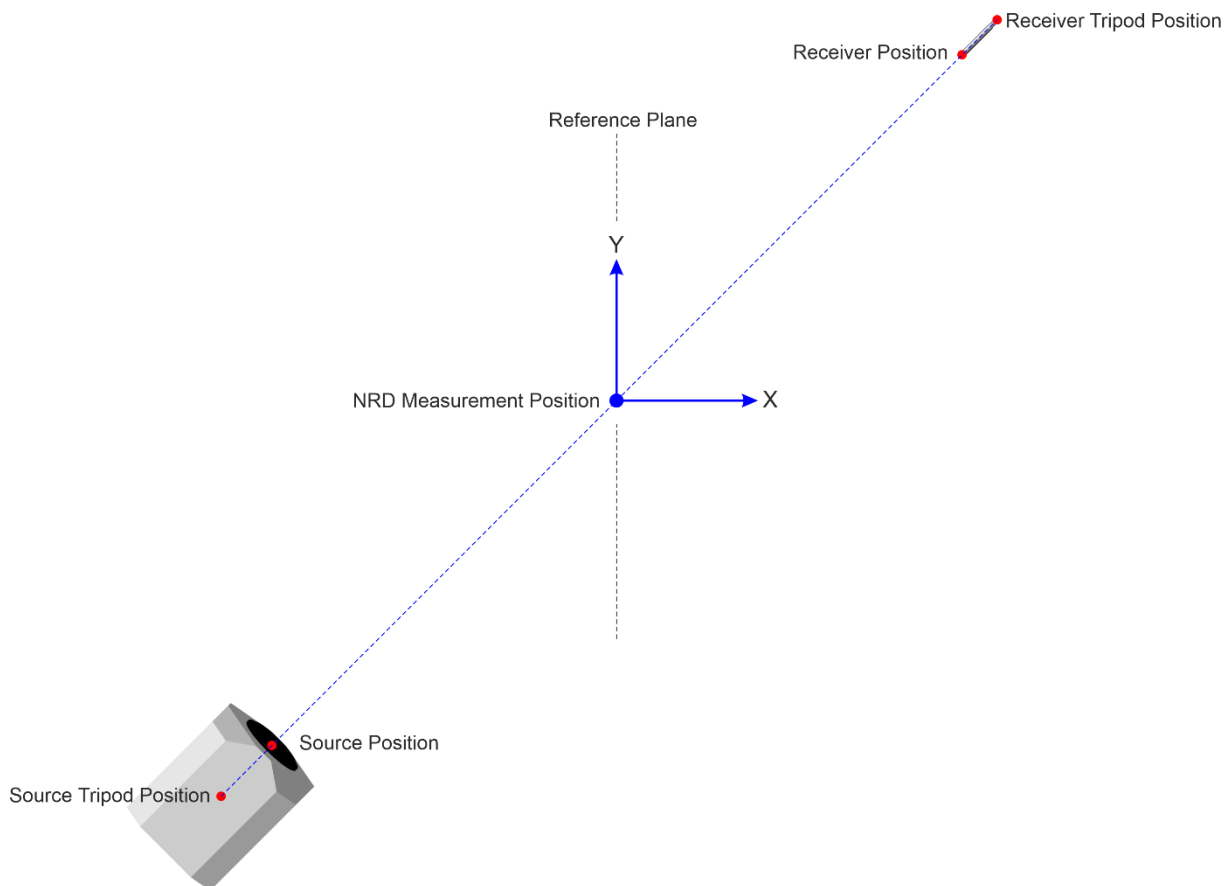 Receiver Tripod Position
Receiver Position
Reference Plane
Y
NRD Measurement Position
X
Source Position
Source Tripod Position